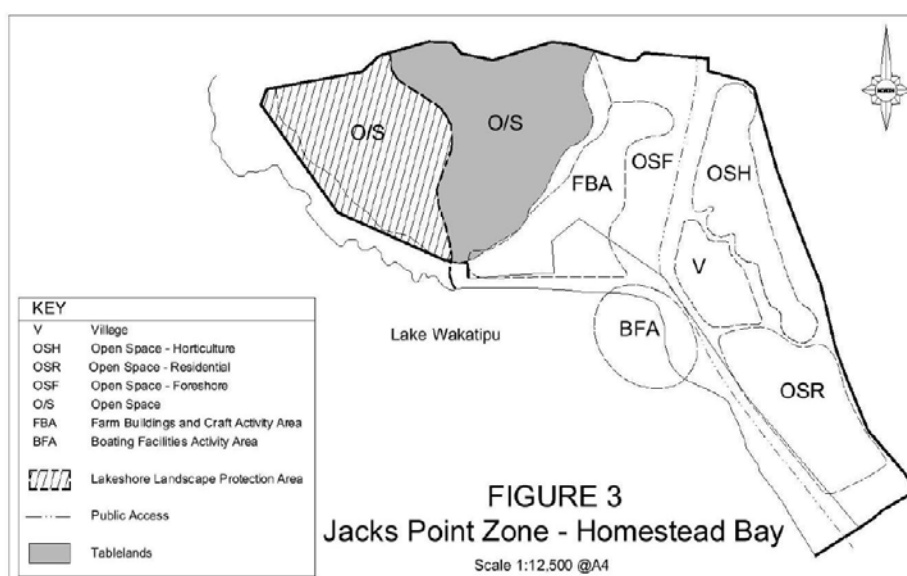 O/S
O/S
FBA
OSF
OSH
V
BFA
OSR
Lake Wakatipu
KEY
V Village
OSH Open Space - Horticulture
OSR Open Space - Residential
OSF Open Space - Foreshore
O/S Open Space
FBA Farm Buildings and Craft Activity Area
BFA Boating Facilities Activity Area
Lakeshore Landscape Protection Area
Public Access
Tablelands
FIGURE 3
Jacks Point Zone - Homestead Bay
Scale 1:12,500 @A4